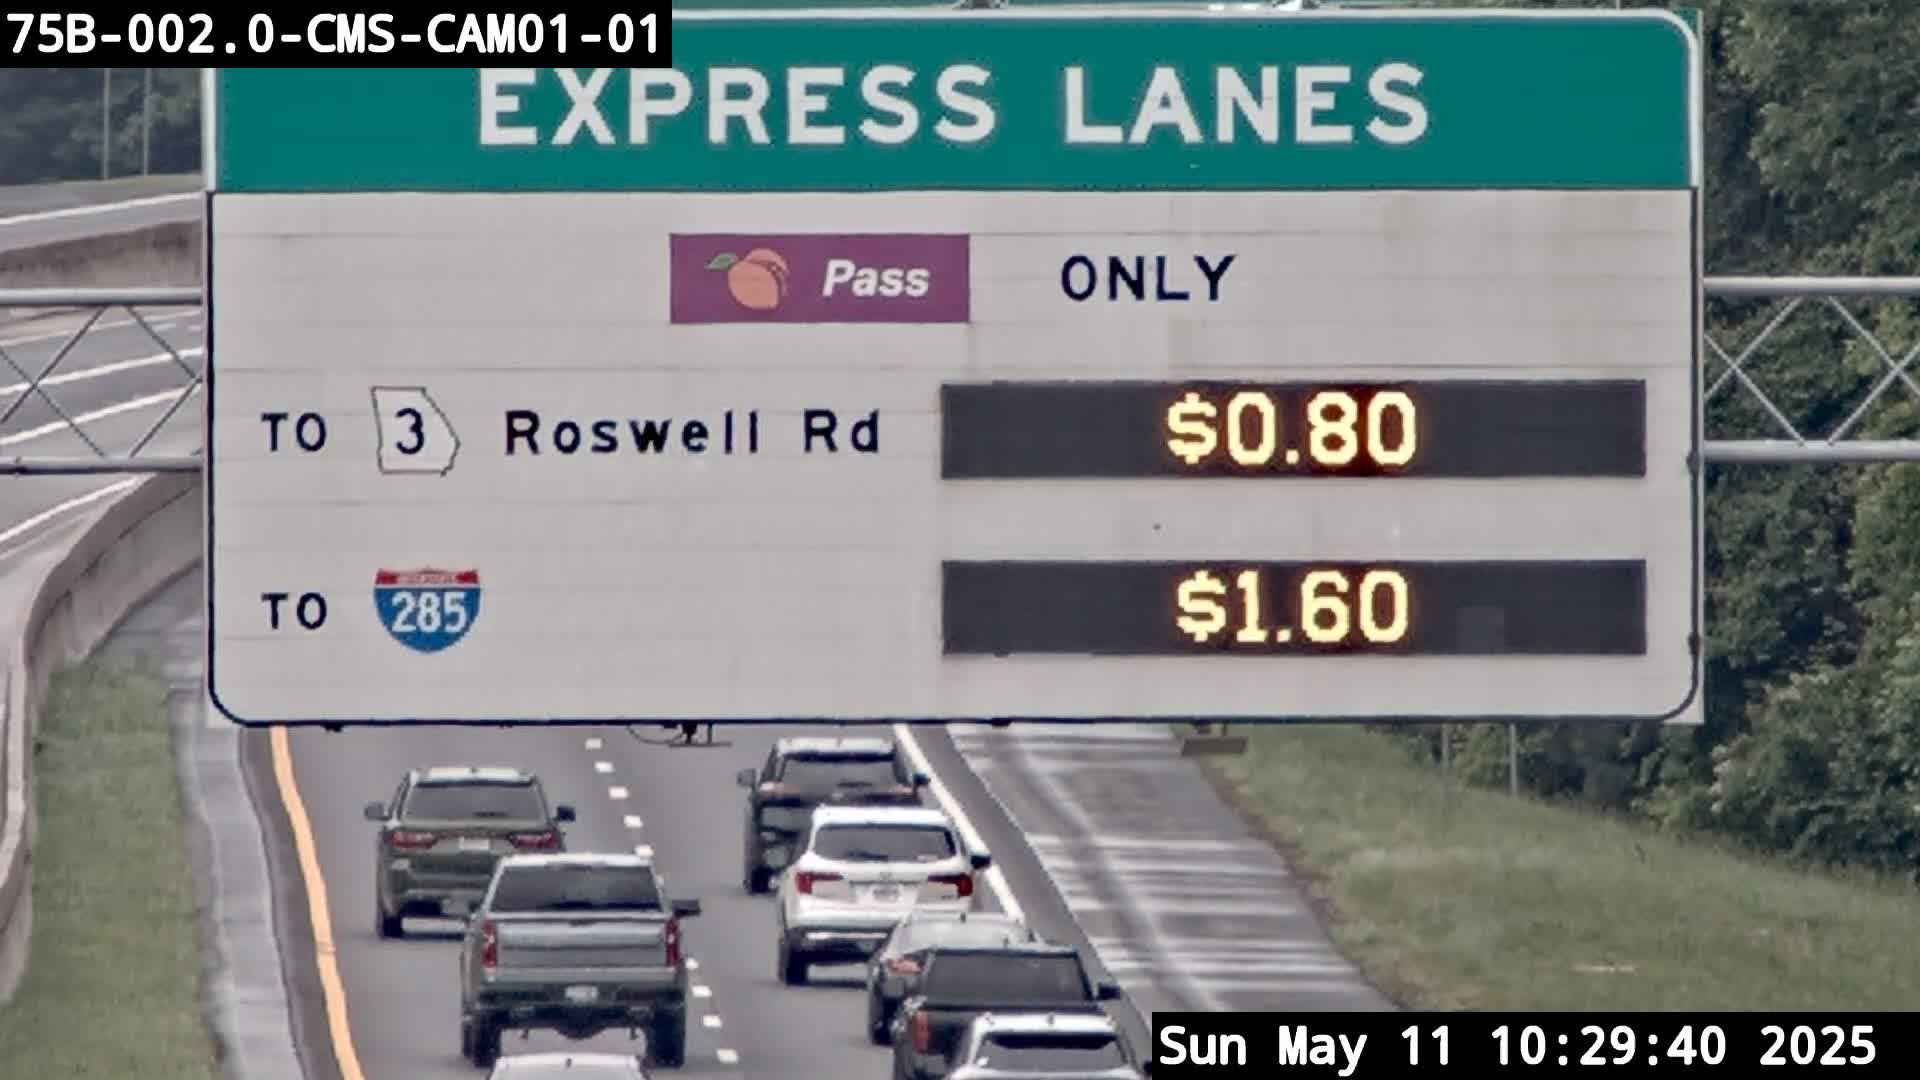 75B-002.0-CMS-CAM01-01
EXPRESS LANES
Pass ONLY
TO 3 Roswell Rd $0.80
TO 285 $1.60
Sun May 11 10:29:40 2025